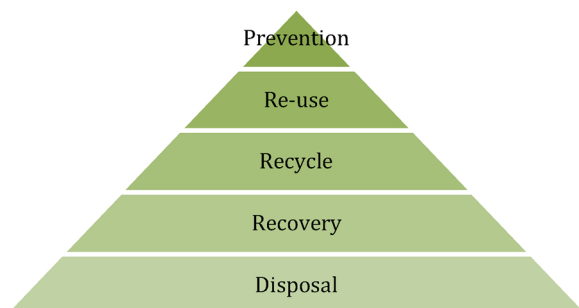 Prevention
Re-use
Recycle
Recovery
Disposal